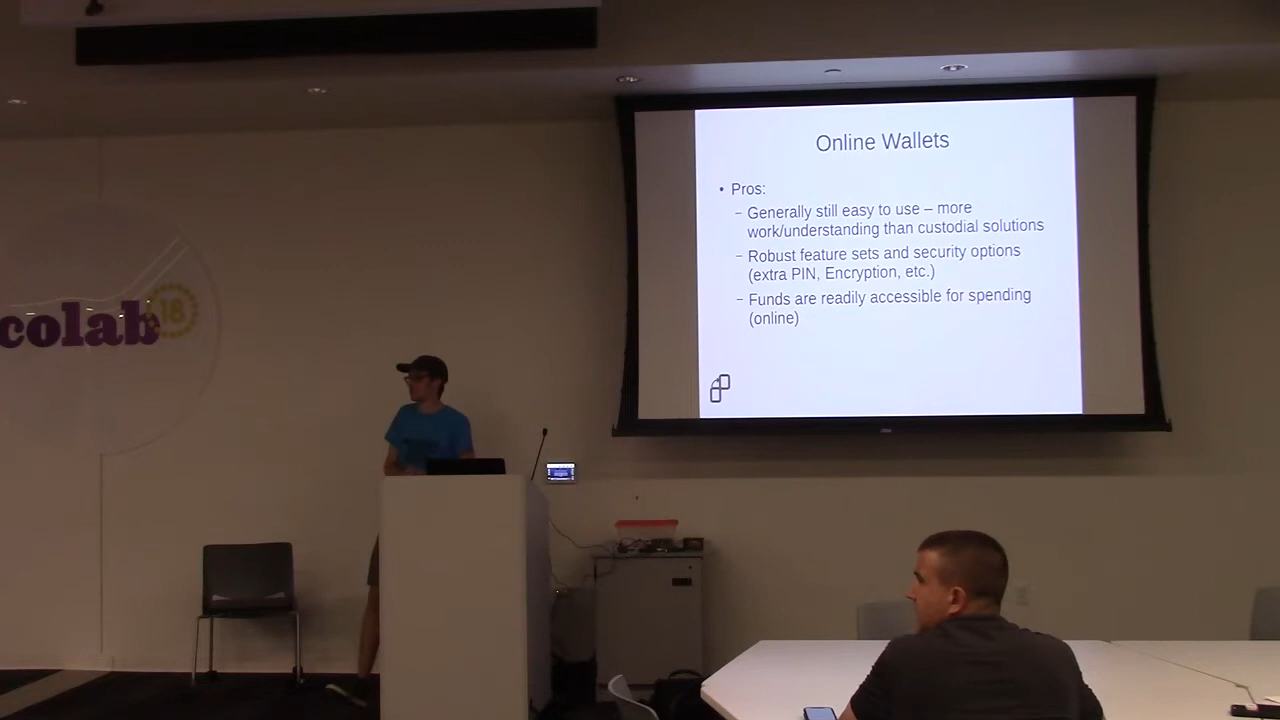 Online Wallets
• Pros:
– Generally still easy to use – more
work/understanding than custodial solutions
– Robust feature sets and security options
(extra PIN, Encryption, etc.)
– Funds are readily accessible for spending
(online)
colab 18